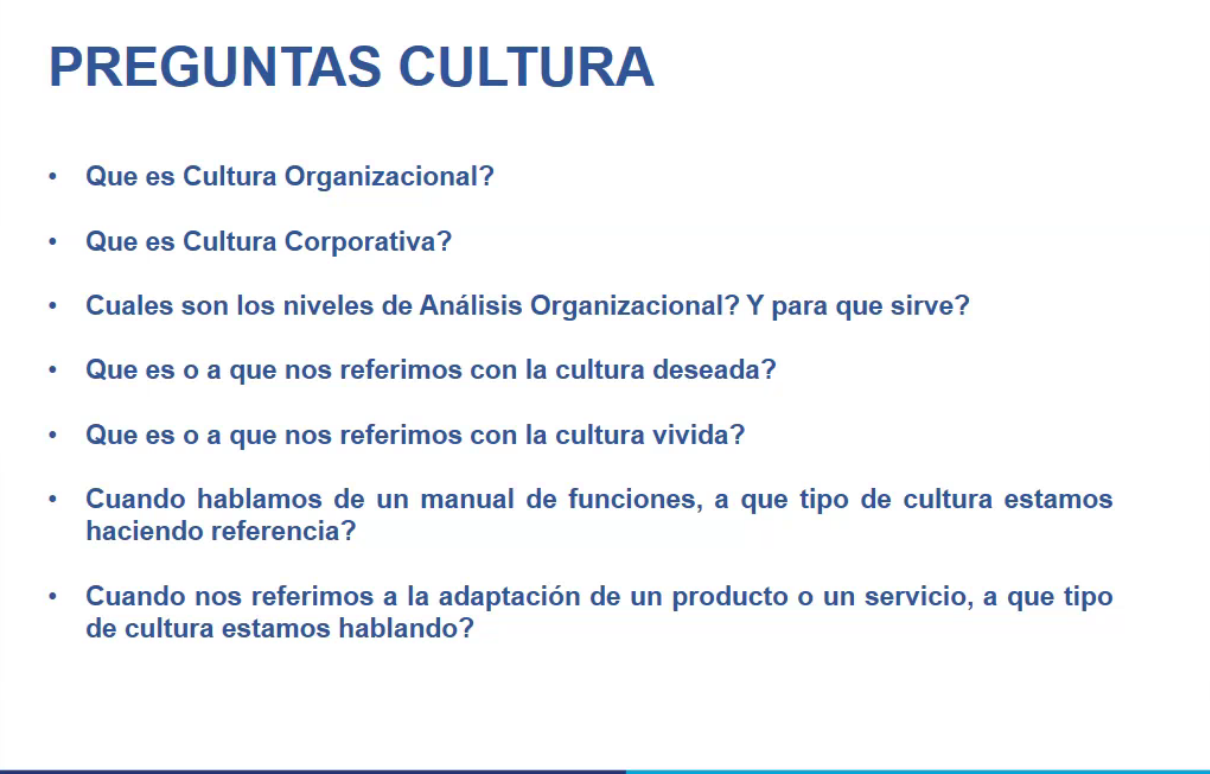 PREGUNTAS CULTURA
• Que es Cultura Organizacional?
• Que es Cultura Corporativa?
• Cuales son los niveles de Análisis Organizacional? Y para que sirve?
• Que es o a que nos referimos con la cultura deseada?
• Que es o a que nos referimos con la cultura vivida?
• Cuando hablamos de un manual de funciones, a que tipo de cultura estamos
haciendo referencia?
• Cuando nos referimos a la adaptación de un producto o un servicio, a que tipo
de cultura estamos hablando?